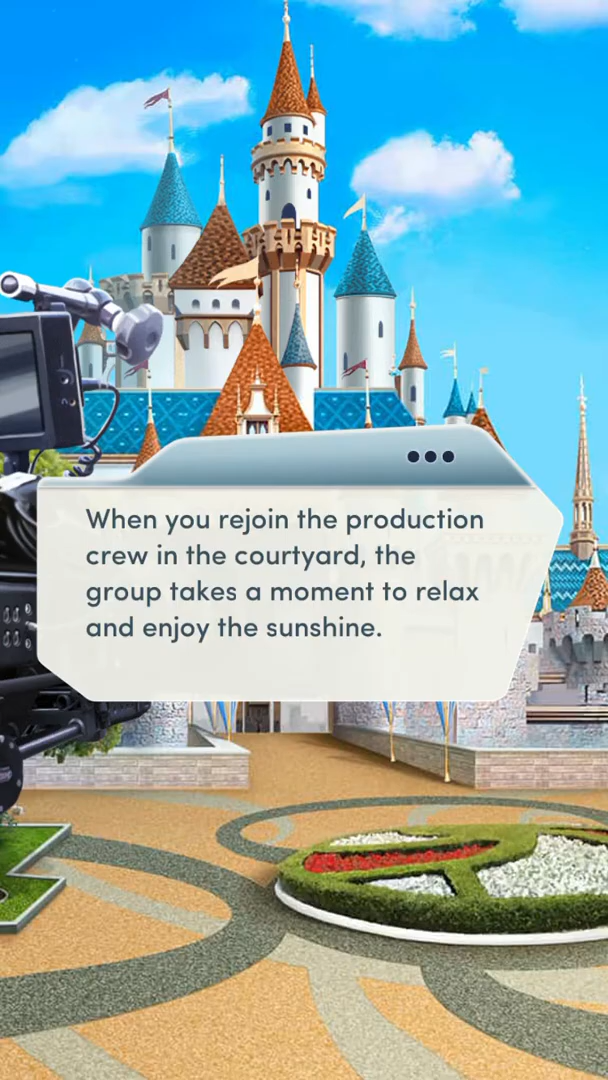 When you rejoin the production
crew in the courtyard, the
group takes a moment to relax
and enjoy the sunshine.